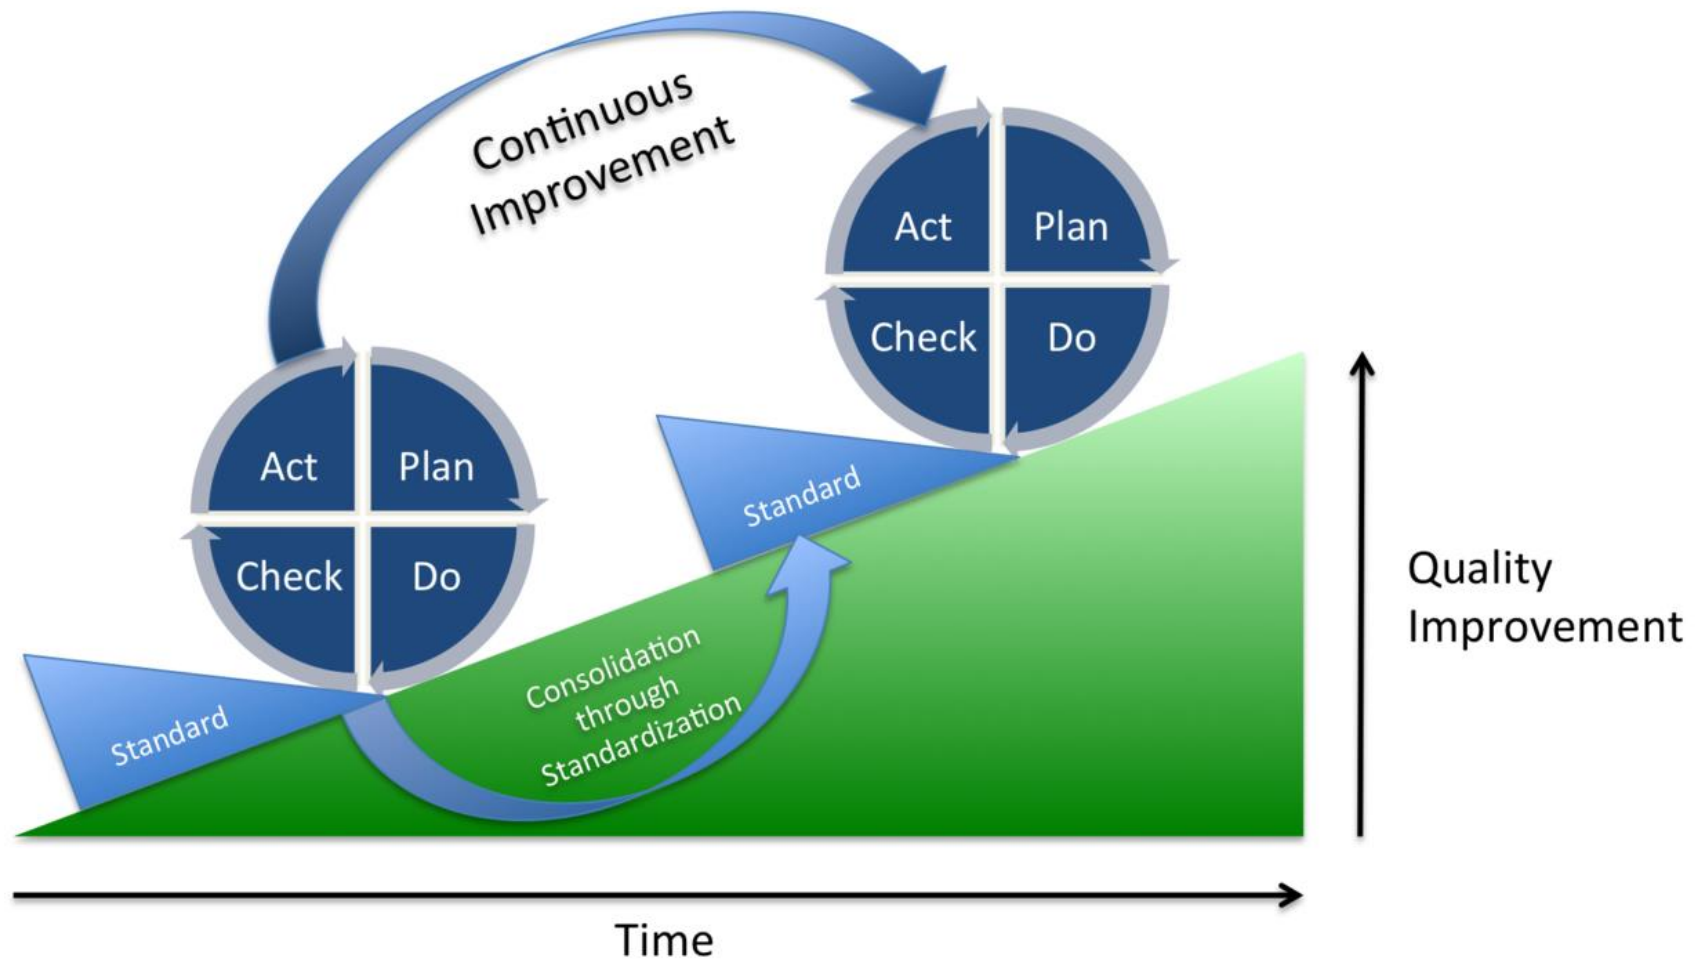 Continuous
Improvement
Act
Plan
Check
Do
Standard
Act
Plan
Check
Do
Standard
Consolidation
through
Standardization
Quality
Improvement
Time